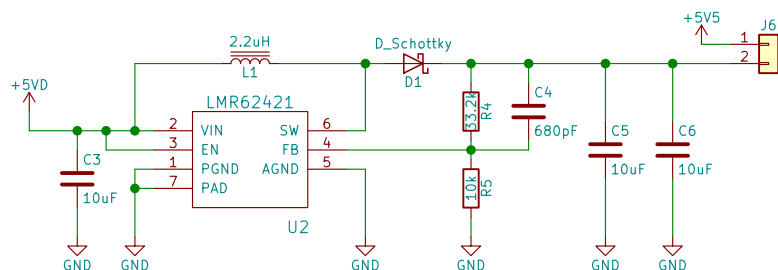 +5V5
J6
1
2
2.2uH
L1
D_Schottky
D1
+5VD
LMR62421
2 VIN SW 6
3 EN FB 4
1 PGND AGND 5
7 PAD
U2
C3
10uF
33.2k
R4
C4
680pF
10k
R5
C5
10uF
C6
10uF
GND
GND
GND
GND
GND
GND